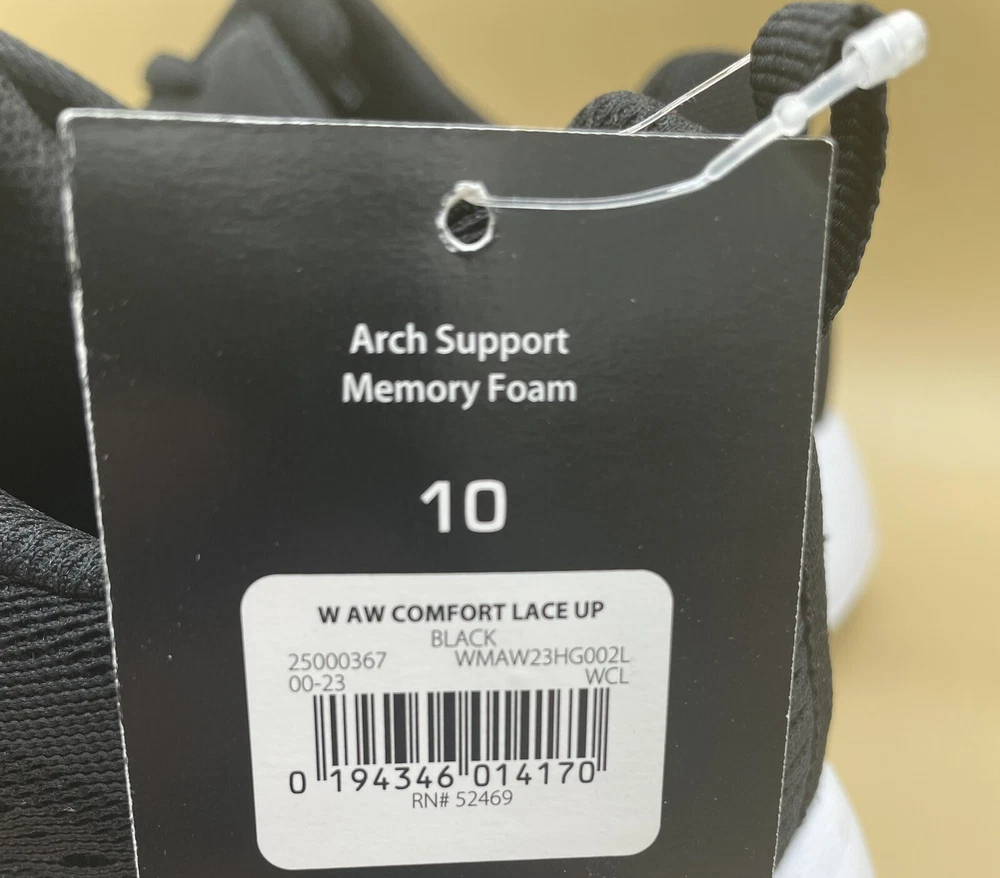 Arch Support
Memory Foam
10
W AW COMFORT LACE UP
BLACK
25000367 WMAW23HG002L
00-23 WCL
0 194346 014170
RN# 52469